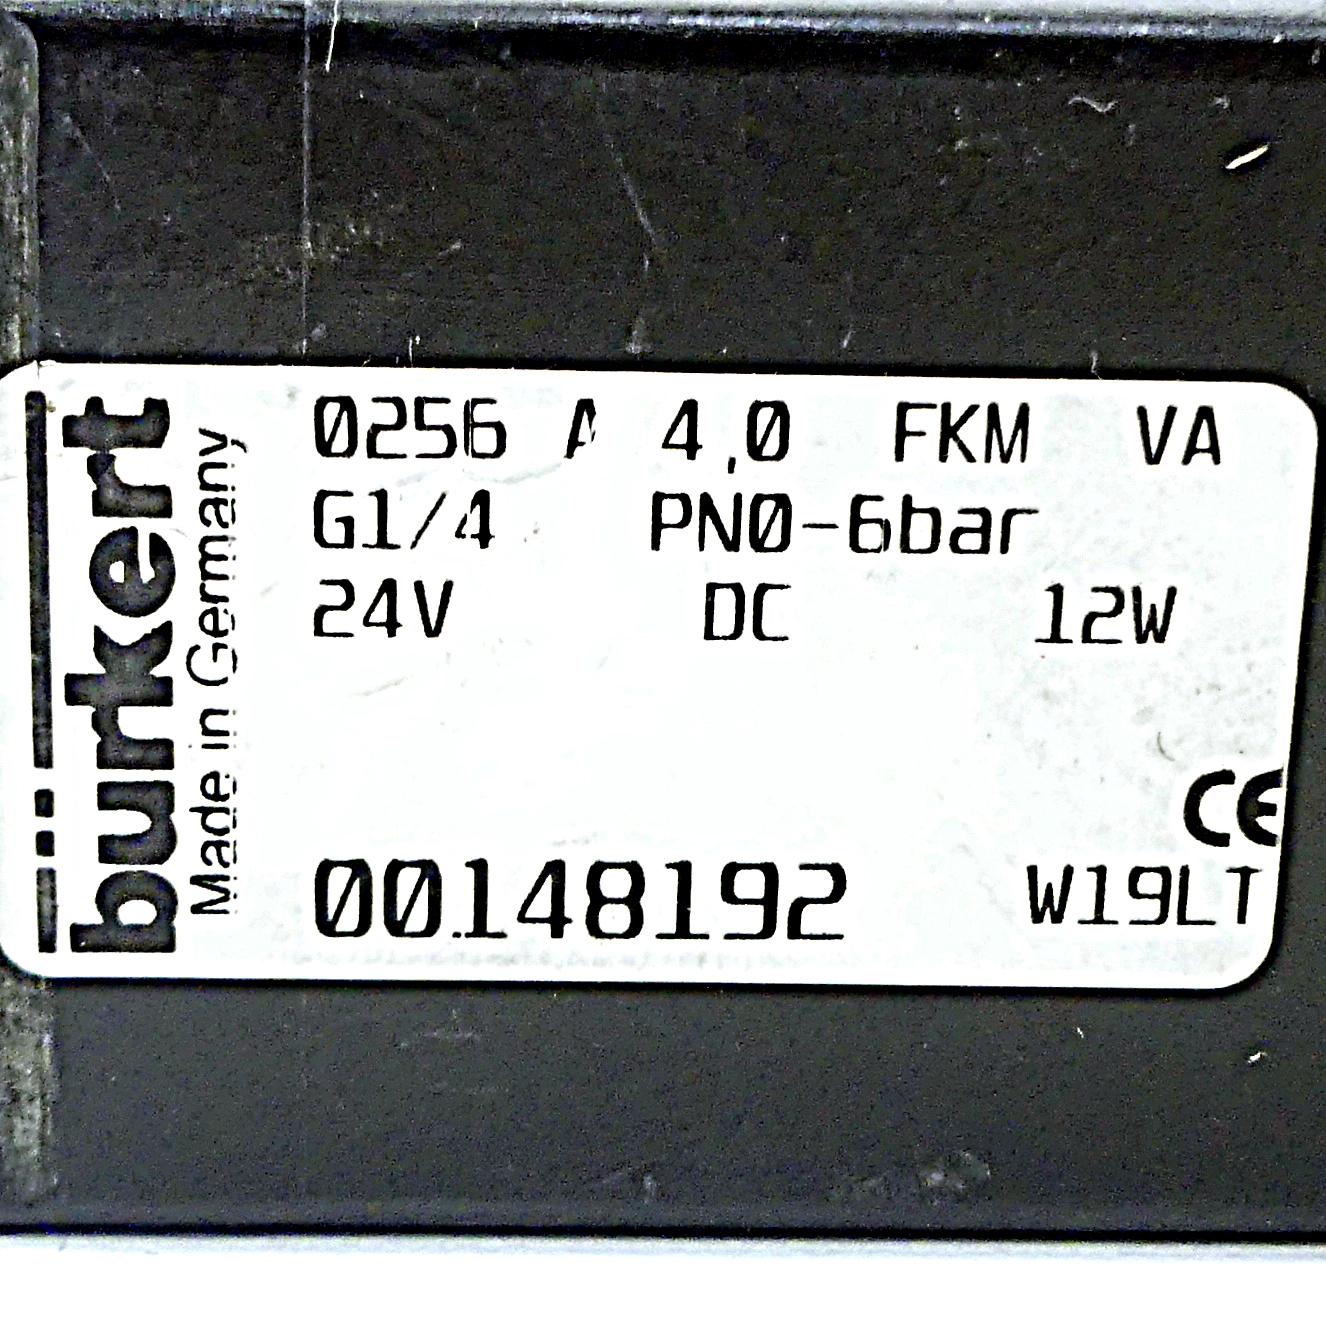 bürkert
Made in Germany
0256 A 4,0 FKM VA
G1/4 PN0-6bar
24V DC 12W
CE
00148192 W19LT